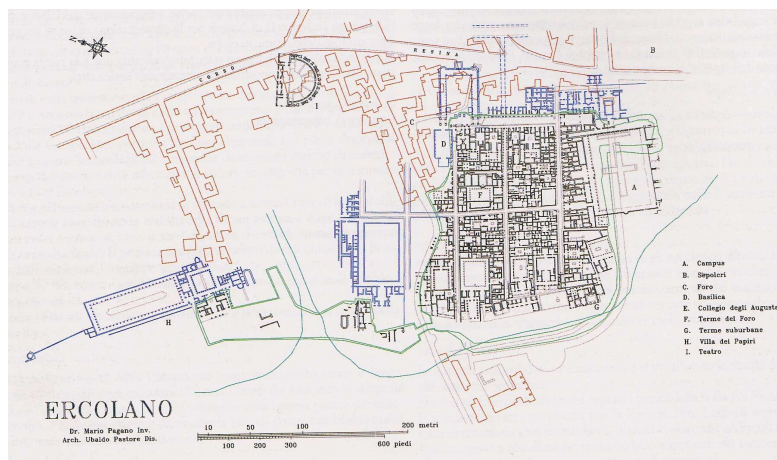 N
CORSO
RESINA
B
I
C
D
F
A
H
G
A. Campus
B. Sepolcri
C. Foro
D. Basilica
E. Collegio degli Auguste
F. Terme del Foro
G. Terme suburbane
H. Villa dei Papiri
I. Teatro
ERCOLANO
Dr. Mario Pagano Inv.
Arch. Ubaldo Pastore Dis.
10 50 100 200 metri
100 200 300 600 piedi